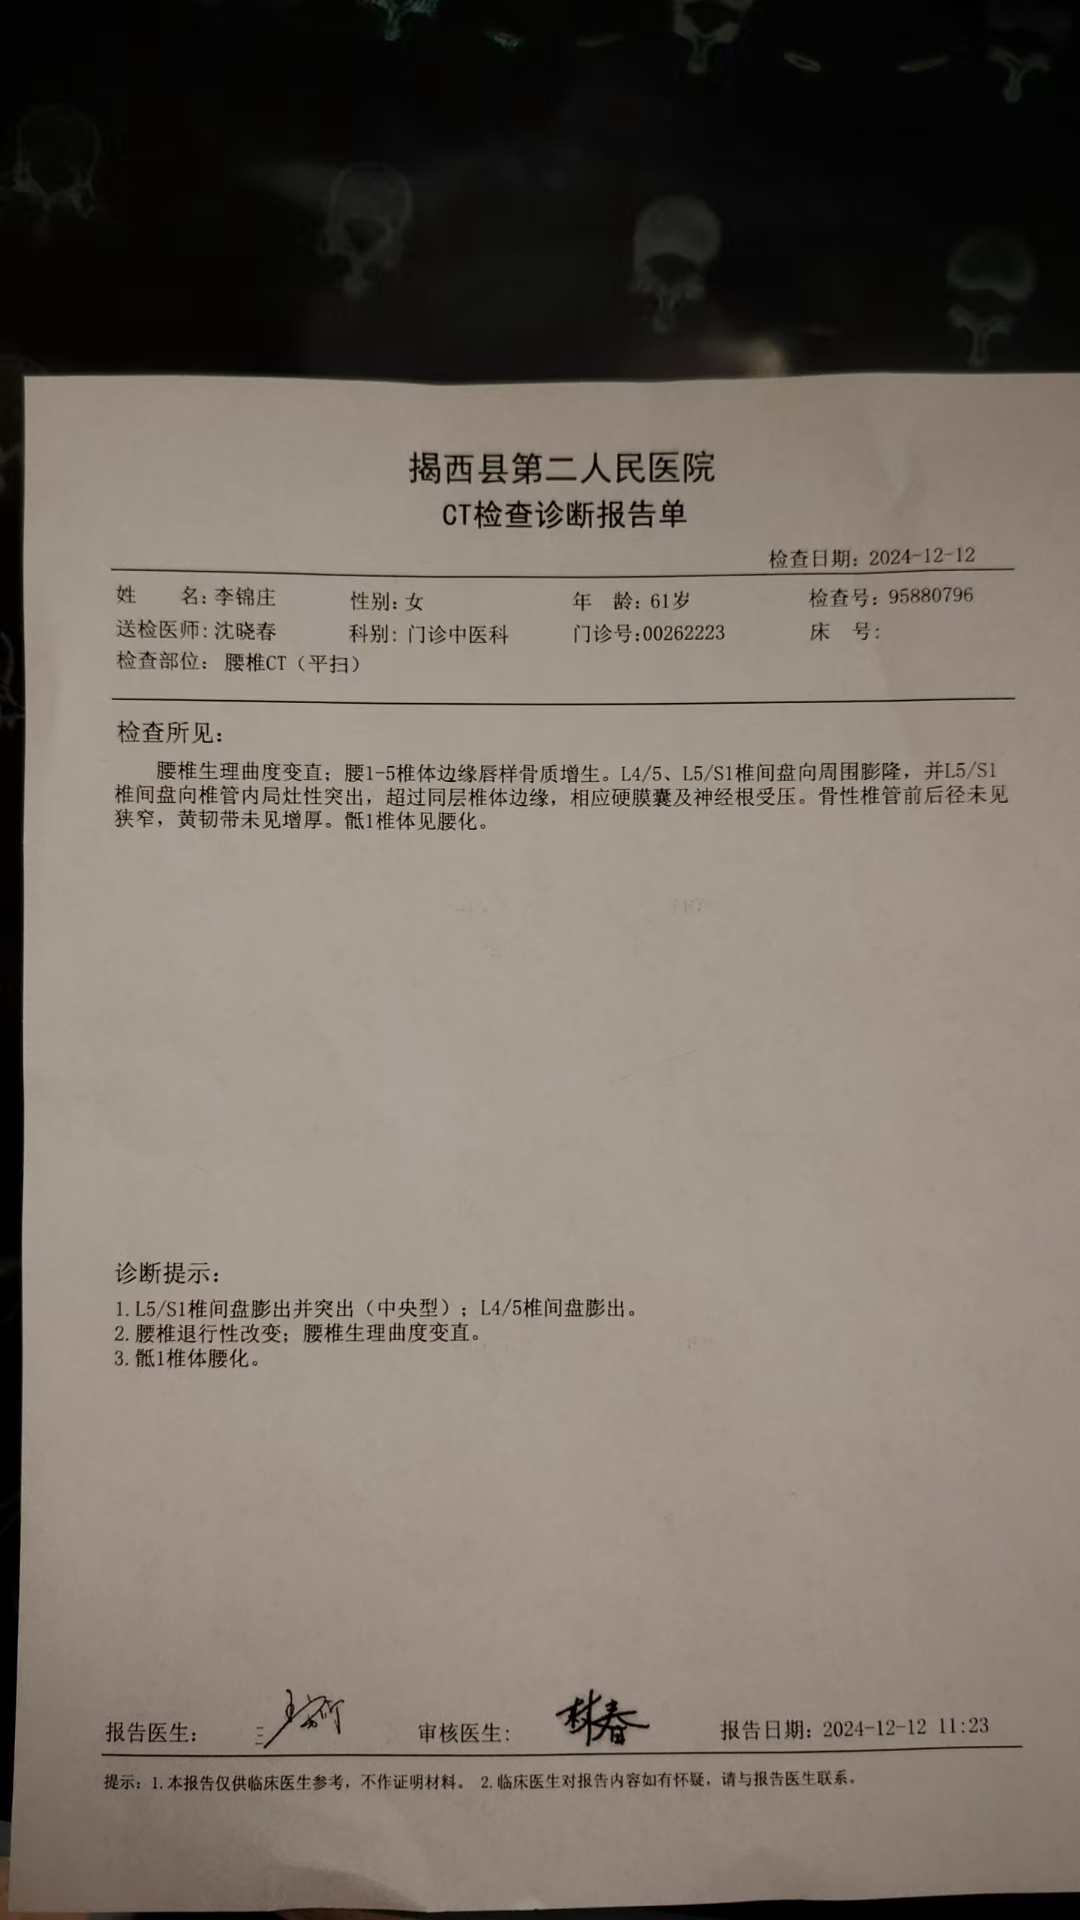 揭西县第二人民医院
CT检查诊断报告单
检查日期: 2024-12-12
姓 名: 李锦庄 性别: 女 年 龄: 61岁 检查号: 95880796
送检医师: 沈晓春 科别: 门诊中医科 门诊号:00262223 床 号:
检查部位: 腰椎CT（平扫）
检查所见:
腰椎生理曲度变直；腰1-5椎体边缘唇样骨质增生。L4/5、L5/S1椎间盘向周围膨隆，并L5/S1
椎间盘向椎管内局灶性突出，超过同层椎体边缘，相应硬膜囊及神经根受压。骨性椎管前后径未见
狭窄，黄韧带未见增厚。骶1椎体见腰化。
诊断提示:
1. L5/S1椎间盘膨出并突出（中央型）；L4/5椎间盘膨出。
2. 腰椎退行性改变；腰椎生理曲度变直。
3. 骶1椎体腰化。
报告医生: 审核医生: 林春 报告日期: 2024-12-12 11:23
提示: 1. 本报告仅供临床医生参考，不作证明材料。 2. 临床医生对报告内容如有怀疑，请与报告医生联系。